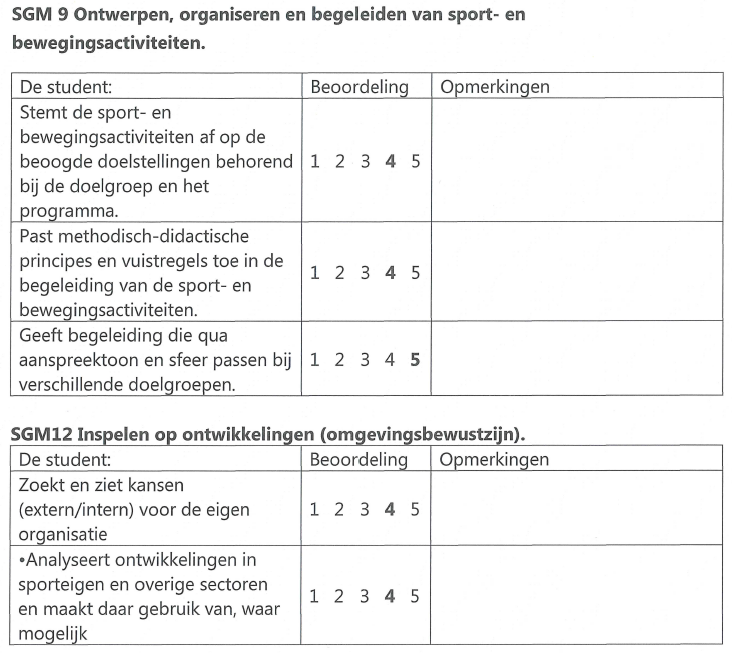 SGM 9 Ontwerpen, organiseren en begeleiden van sport- en
bewegingsactiviteiten.
De student: Beoordeling Opmerkingen
Stemt de sport- en
bewegingsactiviteiten af op de
beoogde doelstellingen behorend
bij de doelgroep en het
programma.
1 2 3 4 5
Past methodisch-didactische
principes en vuistregels toe in de
begeleiding van de sport- en
bewegingsactiviteiten.
1 2 3 4 5
Geeft begeleiding die qua
aanspreektoon en sfeer passen bij
verschillende doelgroepen.
1 2 3 4 5
SGM12 Inspelen op ontwikkelingen (omgevingsbewustzijn).
De student: Beoordeling Opmerkingen
Zoekt en ziet kansen
(extern/intern) voor de eigen
organisatie
1 2 3 4 5
•Analyseert ontwikkelingen in
sporteigen en overige sectoren
en maakt daar gebruik van, waar
mogelijk
1 2 3 4 5